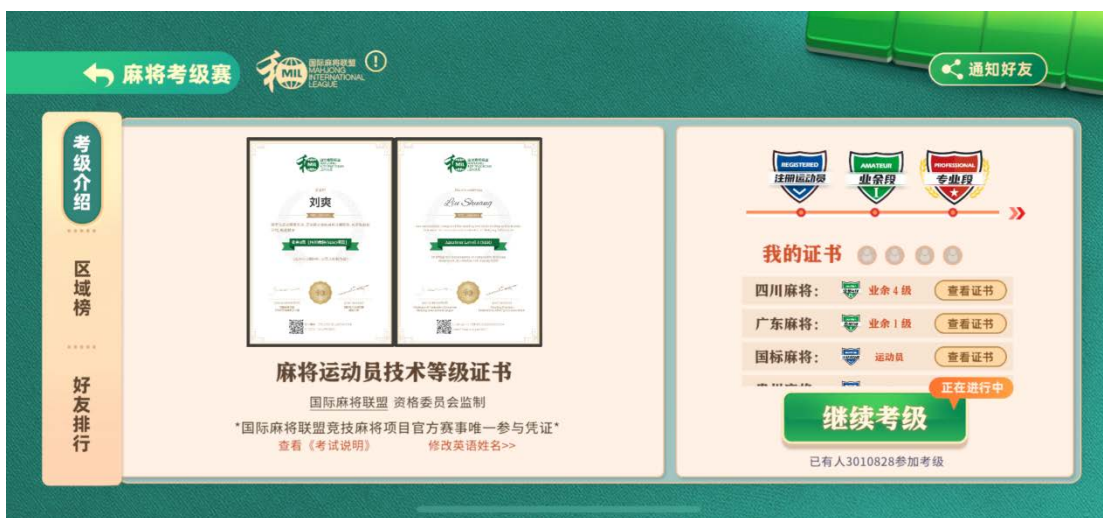 麻将考级赛
国际麻将联盟
MAHJONG
INTERNATIONAL
LEAGUE
MIL
通知好友
考级介绍
区域榜
好友排行
刘爽
Liu Shuang
麻将运动员技术等级证书
国际麻将联盟 资格委员会监制
*国际麻将联盟竞技麻将项目官方赛事唯一参与凭证*
查看《考试说明》 修改英语姓名>>
REGISTERED
注册运动员
AMATEUR
业余段
PROFESSIONAL
专业段
我的证书
四川麻将: 业余4级 查看证书
广东麻将: 业余1级 查看证书
国标麻将: 运动员 查看证书
正在进行中
继续考级
已有人3010828参加考级